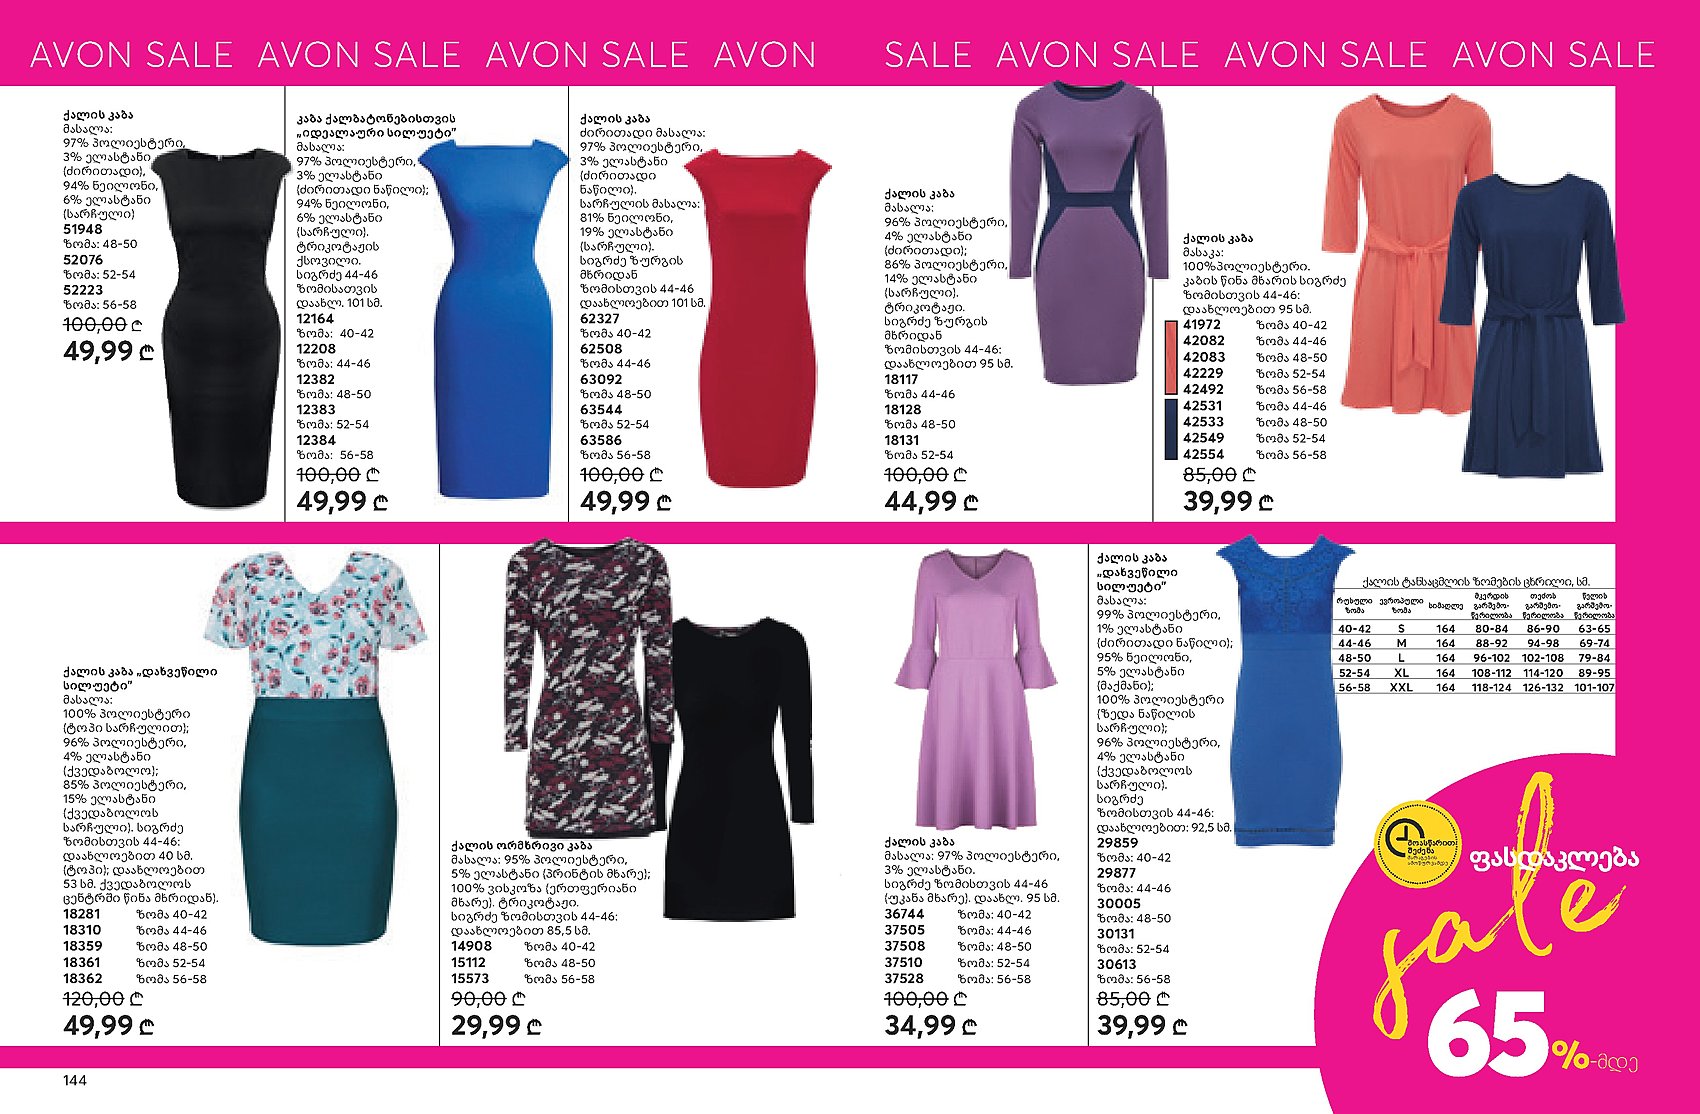 AVON SALE AVON SALE AVON SALE AVON SALE AVON SALE AVON SALE AVON SALE
ქალის კაბა
მასალა:
97% პოლიესტერი,
3% ელასტანი
(ძირითადი),
94% ნეილონი,
6% ელასტანი
(სარჩული)
51948
ზომა: 48-50
52076
ზომა: 52-54
52223
ზომა: 56-58
100,00 ₾
49,99 ₾
კაბა ქალბატონებისთვის
„იდეალაური სილუეტი”
მასალა:
97% პოლიესტერი,
3% ელასტანი
(ძირითადი ნაწილი);
94% ნეილონი,
6% ელასტანი
(სარჩული).
ტრიკოტაჟის
ქსოვილი.
სიგრძე 44-46
ზომისათვის
დაახლ. 101 სმ.
12164
ზომა: 40-42
12208
ზომა: 44-46
12382
ზომა: 48-50
12383
ზომა: 52-54
12384
ზომა: 56-58
100,00 ₾
49,99 ₾
ქალის კაბა
ძირითადი მასალა:
97% პოლიესტერი,
3% ელასტანი
(ძირითადი
ნაწილი).
სარჩულის მასალა:
81% ნეილონი,
19% ელასტანი
(სარჩული).
სიგრძე ზურგის
მხრიდან
ზომისთვის 44-46
დაახლოებით 101 სმ.
62327
ზომა 40-42
62508
ზომა 44-46
63092
ზომა 48-50
63544
ზომა 52-54
63586
ზომა 56-58
100,00 ₾
49,99 ₾
ქალის კაბა
მასალა:
96% პოლიესტერი,
4% ელასტანი
(ძირითადი);
86% პოლიესტერი,
14% ელასტანი
(სარჩული).
ტრიკოტაჟი.
სიგრძე ზურგის
მხრიდან
ზომისთვის 44-46:
დაახლოებით 95 სმ.
18117
ზომა 44-46
18128
ზომა 48-50
18131
ზომა 52-54
100,00 ₾
44,99 ₾
ქალის კაბა
მასაკა:
100%პოლიესტერი.
კაბის წინა მხარის სიგრძე
ზომისთვის 44-46:
დაახლოებით 95 სმ.
41972 ზომა 40-42
42082 ზომა 44-46
42083 ზომა 48-50
42229 ზომა 52-54
42492 ზომა 56-58
42531 ზომა 44-46
42533 ზომა 48-50
42549 ზომა 52-54
42554 ზომა 56-58
85,00 ₾
39,99 ₾
ქალის კაბა „დახვეწილი
სილუეტი”
მასალა:
100% პოლიესტერი
(ტოპი სარჩულით);
96% პოლიესტერი,
4% ელასტანი
(ქვედაბოლო);
85% პოლიესტერი,
15% ელასტანი
(ქვედაბოლოს
სარჩული). სიგრძე
ზომისთვის 44-46:
დაახლოებით 40 სმ.
(ტოპი); დაახლოებით
53 სმ. ქვედაბოლოს
ცენტრში წინა მხრიდან).
18281 ზომა 40-42
18310 ზომა 44-46
18359 ზომა 48-50
18361 ზომა 52-54
18362 ზომა 56-58
120,00 ₾
49,99 ₾
ქალის ორმხრივი კაბა
მასალა: 95% პოლიესტერი,
5% ელასტანი (პრინტის მხარე);
100% ვისკოზა (ერთფერიანი
მხარე). ტრიკოტაჟი.
სიგრძე ზომისთვის 44-46:
დაახლოებით 85,5 სმ.
14908 ზომა 40-42
15112 ზომა 48-50
15573 ზომა 56-58
90,00 ₾
29,99 ₾
ქალის კაბა
მასალა: 97% პოლიესტერი,
3% ელასტანი.
სიგრძე ზომისთვის 44-46
(უკანა მხარე). დაახლ. 95 სმ.
36744 ზომა: 40-42
37505 ზომა: 44-46
37508 ზომა: 48-50
37510 ზომა: 52-54
37528 ზომა: 56-58
100,00 ₾
34,99 ₾
ქალის კაბა
„დახვეწილი
სილუეტი”
მასალა:
99% პოლიესტერი,
1% ელასტანი
(ძირითადი ნაწილი);
95% ნეილონი,
5% ელასტანი
(მაქმანი);
100% პოლიესტერი
(ზედა ნაწილის
სარჩული);
96% პოლიესტერი,
4% ელასტანი
(ქვედაბოლოს
სარჩული).
სიგრძე
ზომისთვის 44-46:
დაახლოებით: 92,5 სმ.
29859
ზომა: 40-42
29877
ზომა: 44-46
30005
ზომა: 48-50
30131
ზომა: 52-54
30613
ზომა: 56-58
85,00 ₾
39,99 ₾
ქალის ტანსაცმლის ზომების ცხრილი, სმ.
რუსული ზომა ევროპული ზომა სიმაღლე მკერდის გარშემო-წერილობა თეძოს გარშემო-წერილობა წელის გარშემო-წერილობა
40-42 S 164 80-84 86-90 63-65
44-46 M 164 88-92 94-98 69-74
48-50 L 164 96-102 102-108 79-84
52-54 XL 164 108-112 114-120 89-95
56-58 XXL 164 118-124 126-132 101-107
მოასწარით
შეძენა
მარაგების
ამოწურვამდე
ფასდაკლება
sale
65%-მდე
144